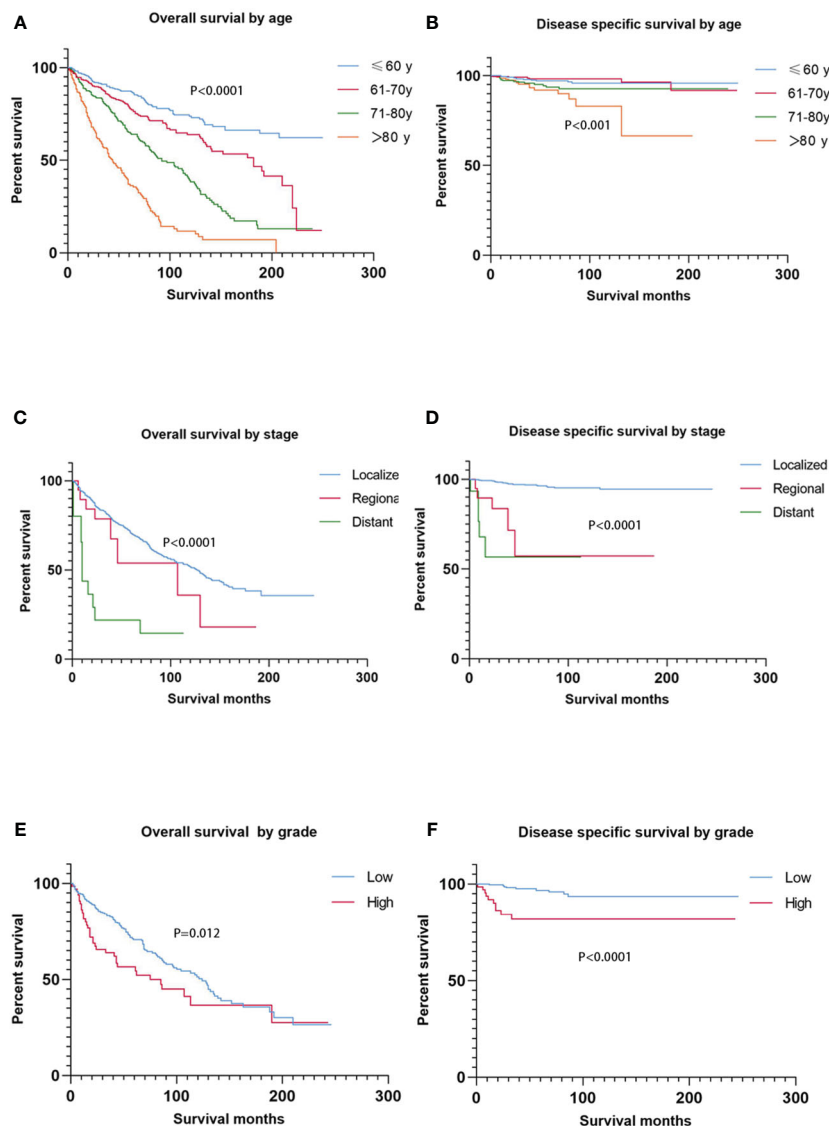 A
Overall survial by age
100
50
0
0
100
200
300
Percent survival
Survival months
P<0.0001
≤60 y
61-70y
71-80y
>80 y
B
Disease specific survival by age
100
50
0
0
100
200
300
Percent survival
Survival months
P<0.001
≤60 y
61-70y
71-80y
>80 y
C
Overall survival by stage
100
50
0
0
100
200
300
Percent survival
Survival months
P<0.0001
Localize
Regiona
Distant
D
Disease specific survival by stage
100
50
0
0
100
200
300
Percent survival
Survival months
P<0.0001
Localized
Regional
Distant
E
Overall survival by grade
100
50
0
0
100
200
300
Percent survival
Survival months
P=0.012
Low
High
F
Disease specific survival by grade
100
50
0
0
100
200
300
Percent survival
Survival months
P<0.0001
Low
High